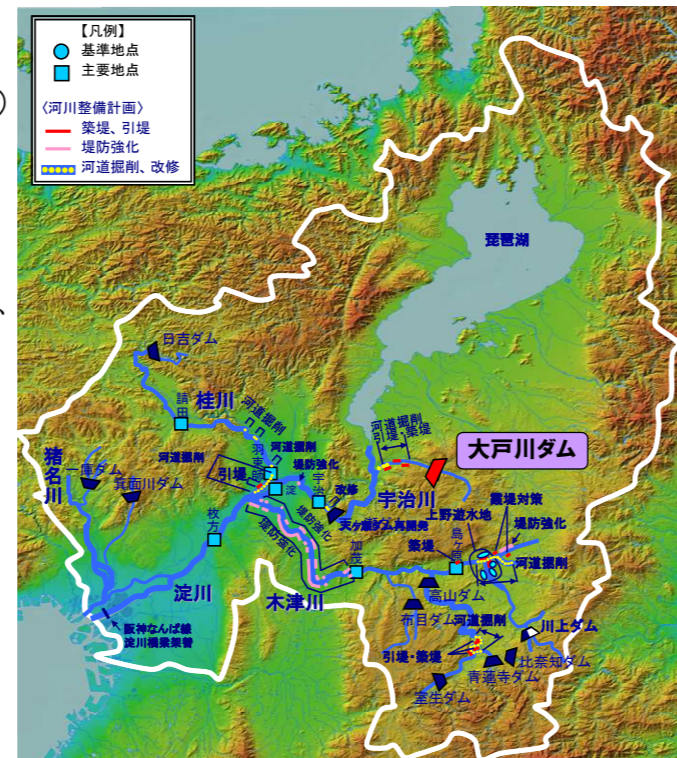 【凡例】
基準地点
主要地点
〈河川整備計画〉
築堤、引堤
堤防強化
河道掘削、改修
琵琶湖
日吉ダム
請田
桂川
河道掘削
河道掘削
引堤・築堤
大戸川ダム
猪名川
一庫ダム
箕面川ダム
河道掘削
羽束師
河道掘削
堤防強化
引堤
淀
宇治
改修
宇治川
天ヶ瀬ダム再開発
上野遊水地
霞堤対策
堤防強化
枚方
堤防強化
堤防強化
加茂
築堤
島ヶ原
河道掘削
淀川
木津川
高山ダム
布目ダム
河道掘削
川上ダム
阪神なんば線
淀川橋梁架替
引堤・築堤
比奈知ダム
青蓮寺ダム
室生ダム